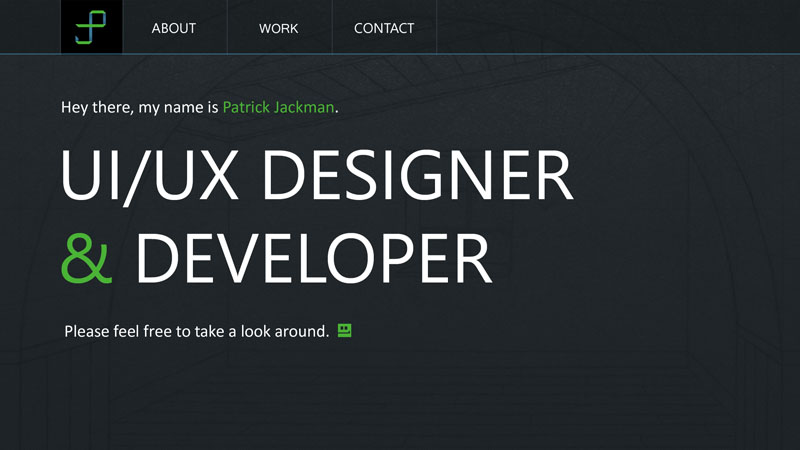 ABOUT WORK CONTACT
Hey there, my name is Patrick Jackman.
UI/UX DESIGNER
& DEVELOPER
Please feel free to take a look around.